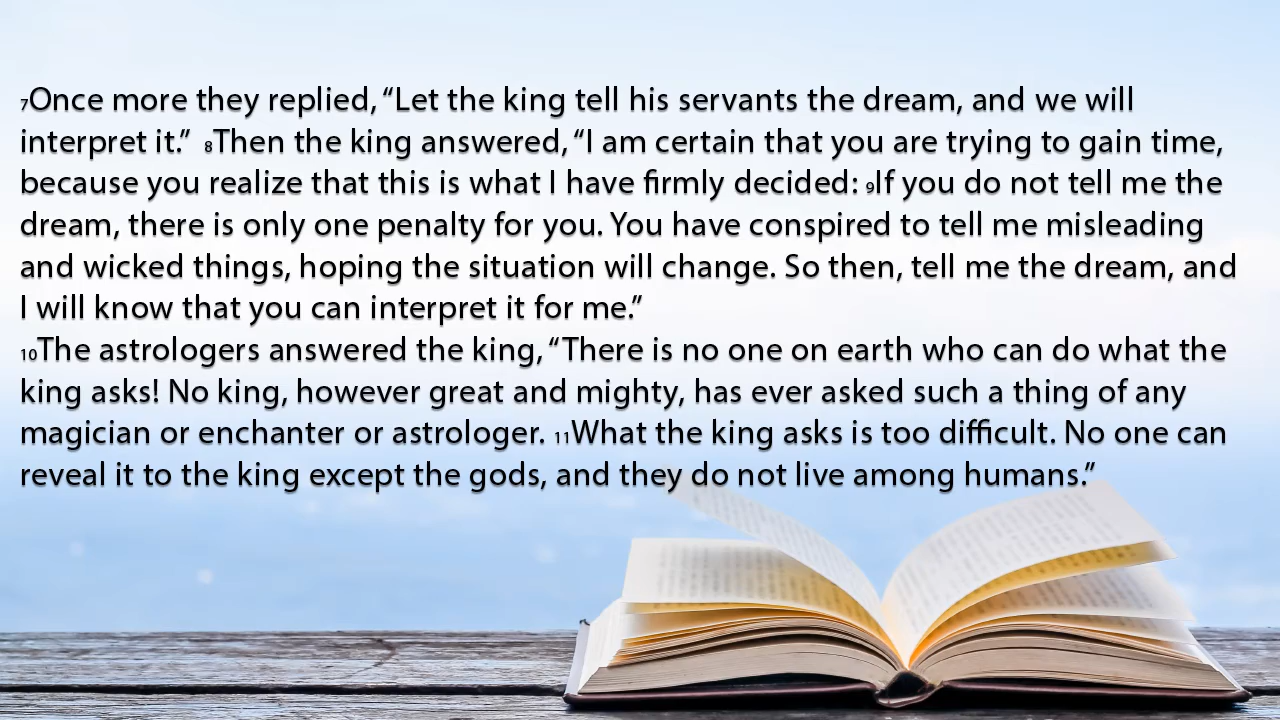 7Once more they replied, “Let the king tell his servants the dream, and we will
interpret it.” 8Then the king answered, “I am certain that you are trying to gain time,
because you realize that this is what I have firmly decided: 9If you do not tell me the
dream, there is only one penalty for you. You have conspired to tell me misleading
and wicked things, hoping the situation will change. So then, tell me the dream, and
I will know that you can interpret it for me.”
10The astrologers answered the king, “There is no one on earth who can do what the
king asks! No king, however great and mighty, has ever asked such a thing of any
magician or enchanter or astrologer. 11What the king asks is too difficult. No one can
reveal it to the king except the gods, and they do not live among humans.”